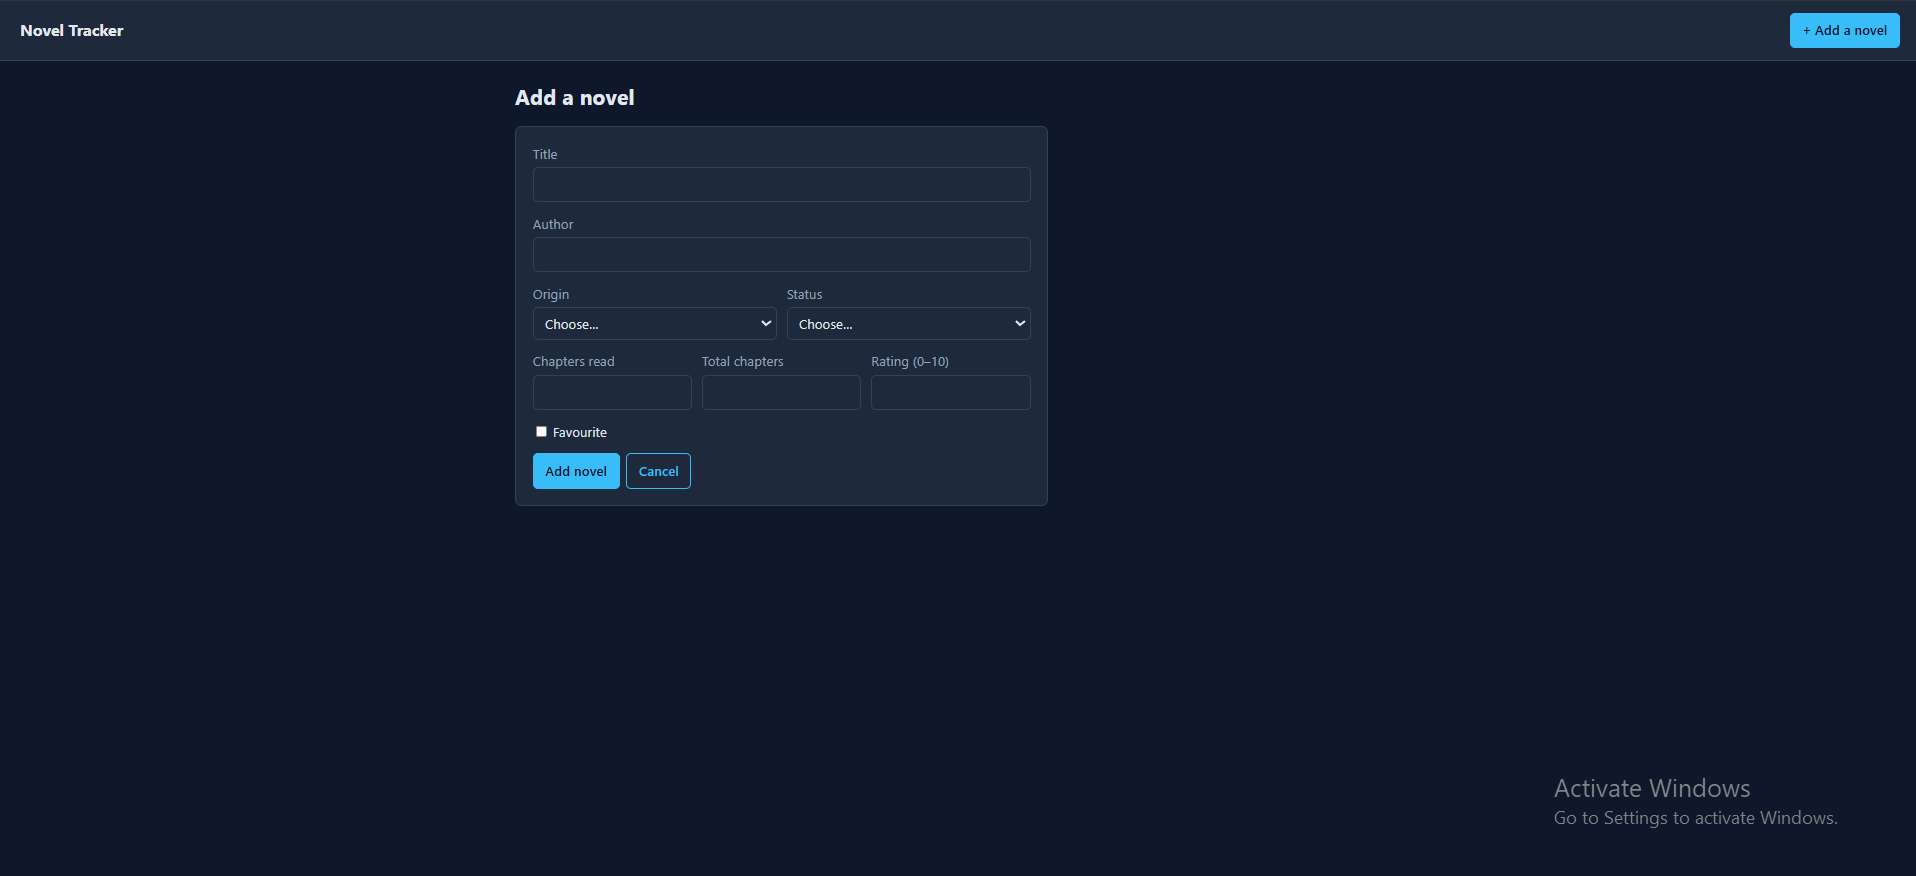 Novel Tracker
+ Add a novel
Add a novel
Title
Author
Origin
Status
Choose...
Choose...
Chapters read
Total chapters
Rating (0–10)
Favourite
Add novel
Cancel
Activate Windows
Go to Settings to activate Windows.